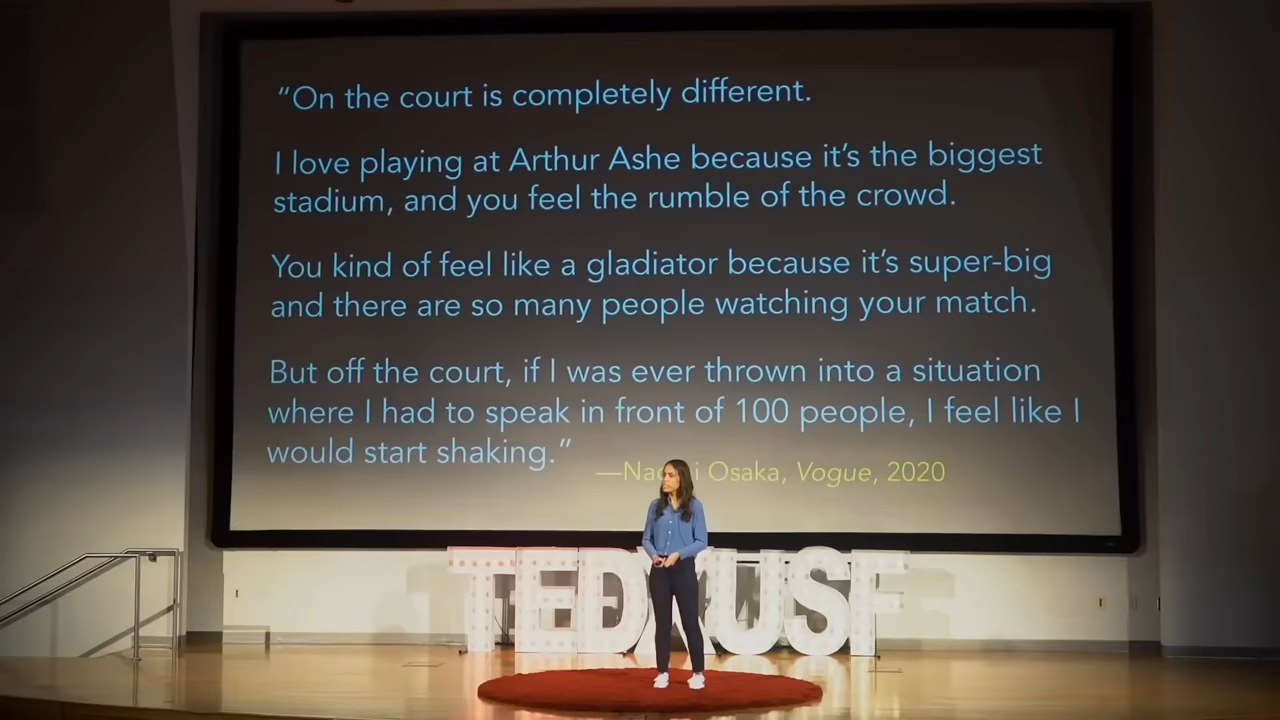 “On the court is completely different.
I love playing at Arthur Ashe because it’s the biggest
stadium, and you feel the rumble of the crowd.
You kind of feel like a gladiator because it’s super-big
and there are so many people watching your match.
But off the court, if I was ever thrown into a situation
where I had to speak in front of 100 people, I feel like I
would start shaking.”
—Naomi Osaka, Vogue, 2020
TEDxUSF